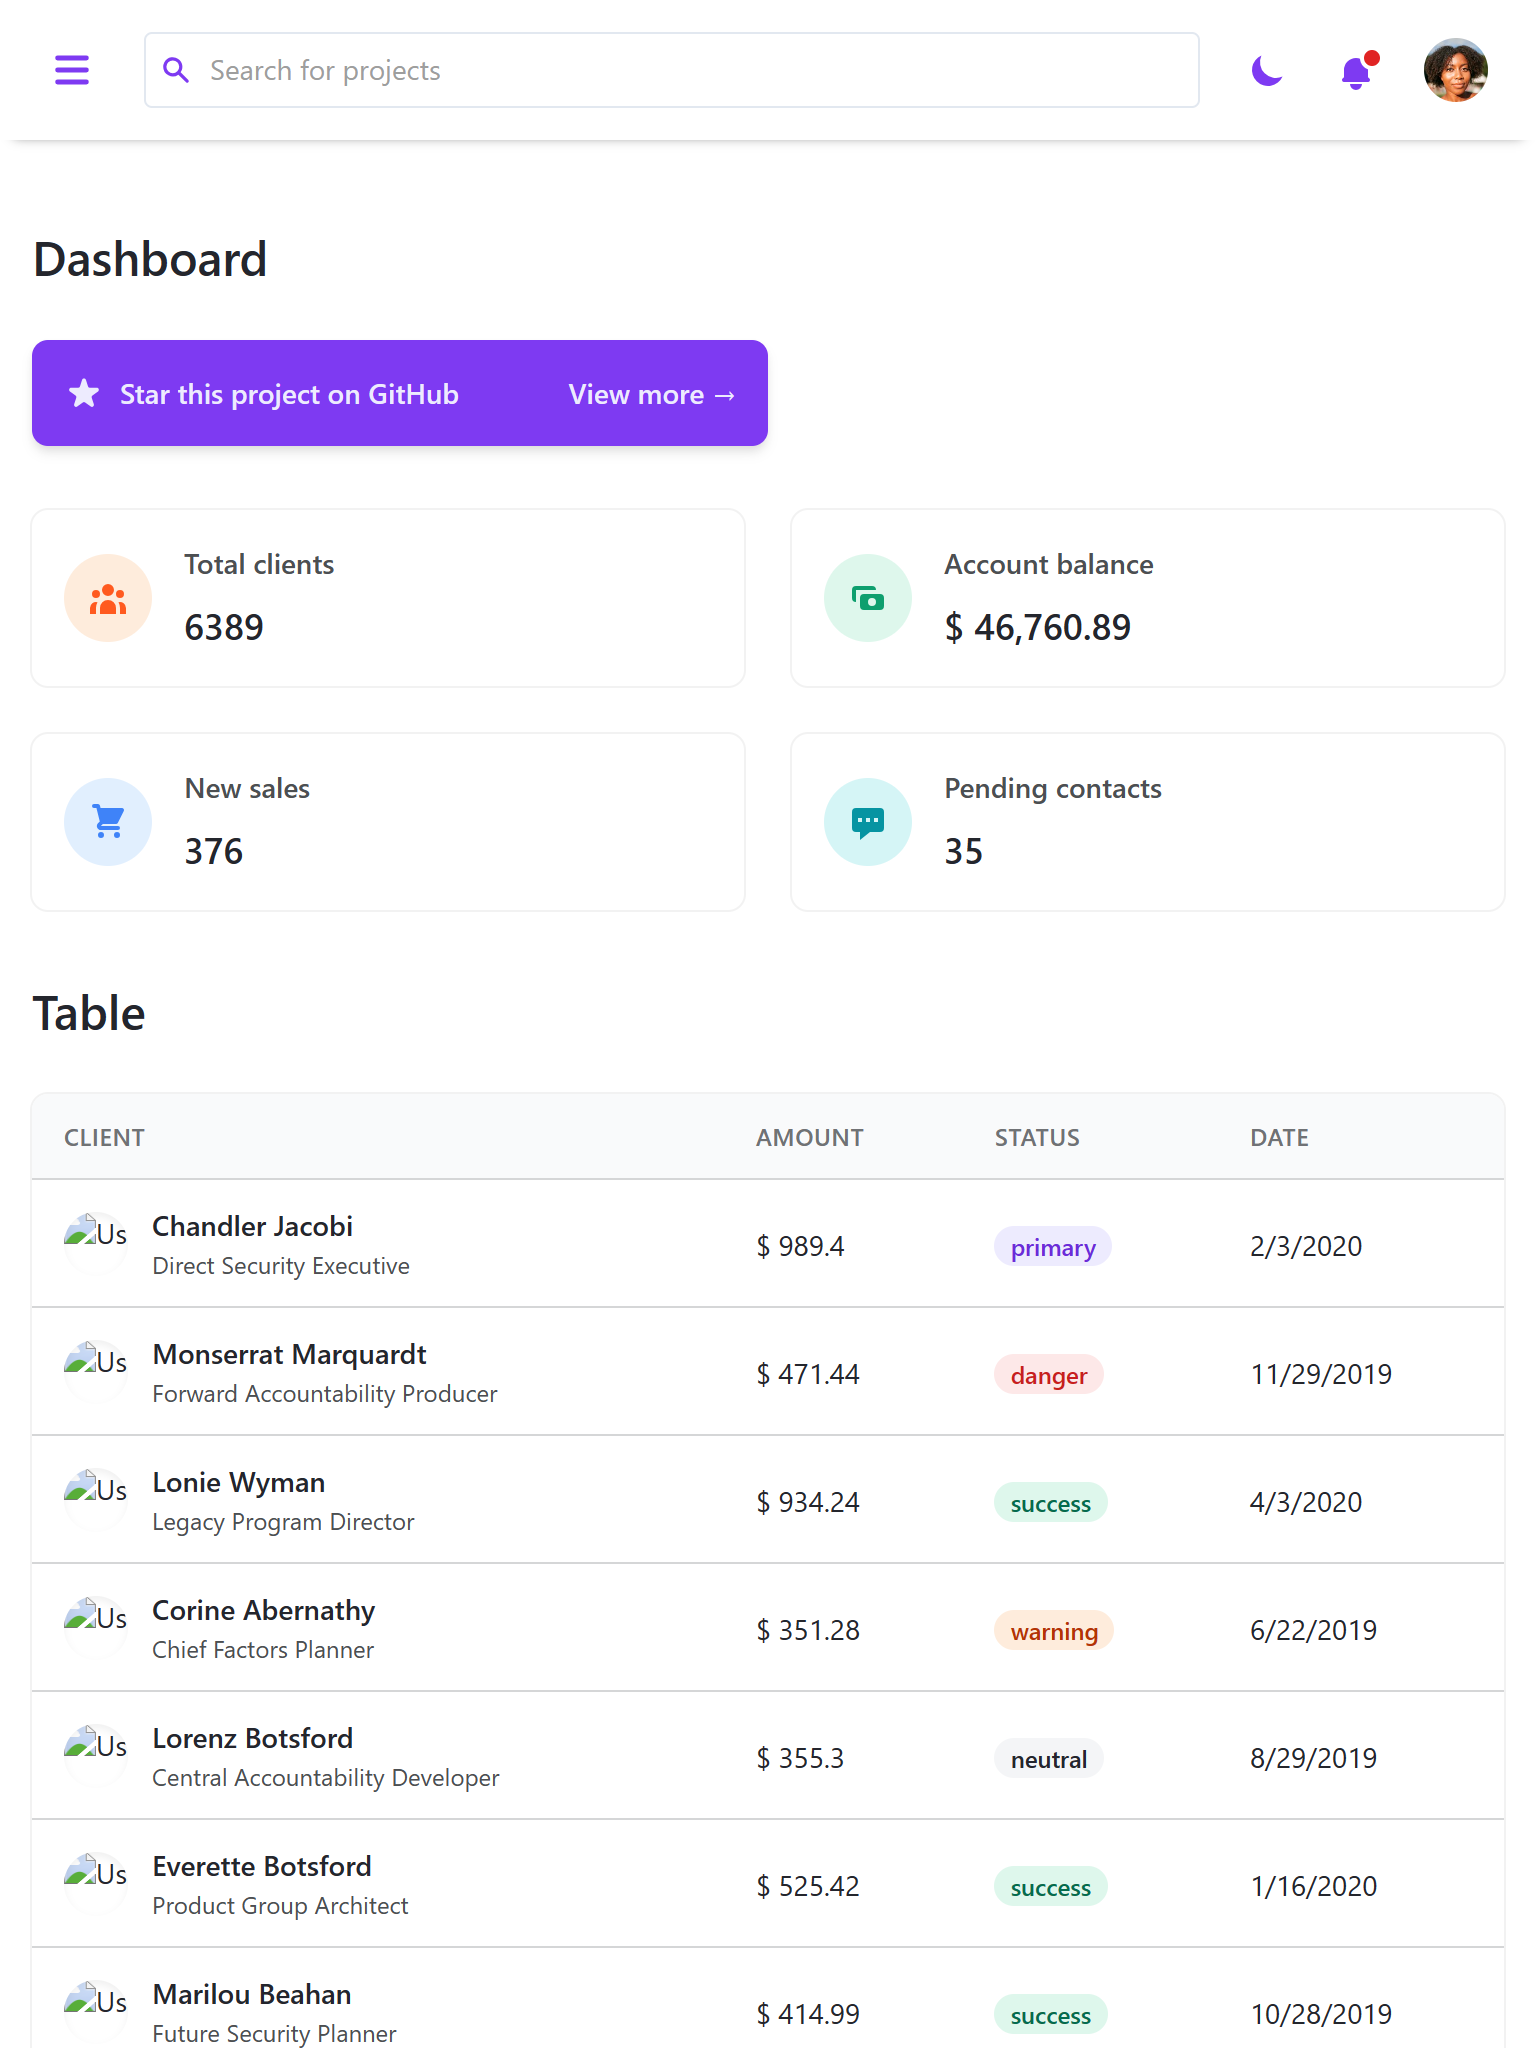 Search for projects
Dashboard
Star this project on GitHub View more →
Total clients
6389
Account balance
$ 46,760.89
New sales
376
Pending contacts
35
Table
CLIENT AMOUNT STATUS DATE
Us Chandler Jacobi
Direct Security Executive
$ 989.4 primary 2/3/2020
Us Monserrat Marquardt
Forward Accountability Producer
$ 471.44 danger 11/29/2019
Us Lonie Wyman
Legacy Program Director
$ 934.24 success 4/3/2020
Us Corine Abernathy
Chief Factors Planner
$ 351.28 warning 6/22/2019
Us Lorenz Botsford
Central Accountability Developer
$ 355.3 neutral 8/29/2019
Us Everette Botsford
Product Group Architect
$ 525.42 success 1/16/2020
Us Marilou Beahan
Future Security Planner
$ 414.99 success 10/28/2019